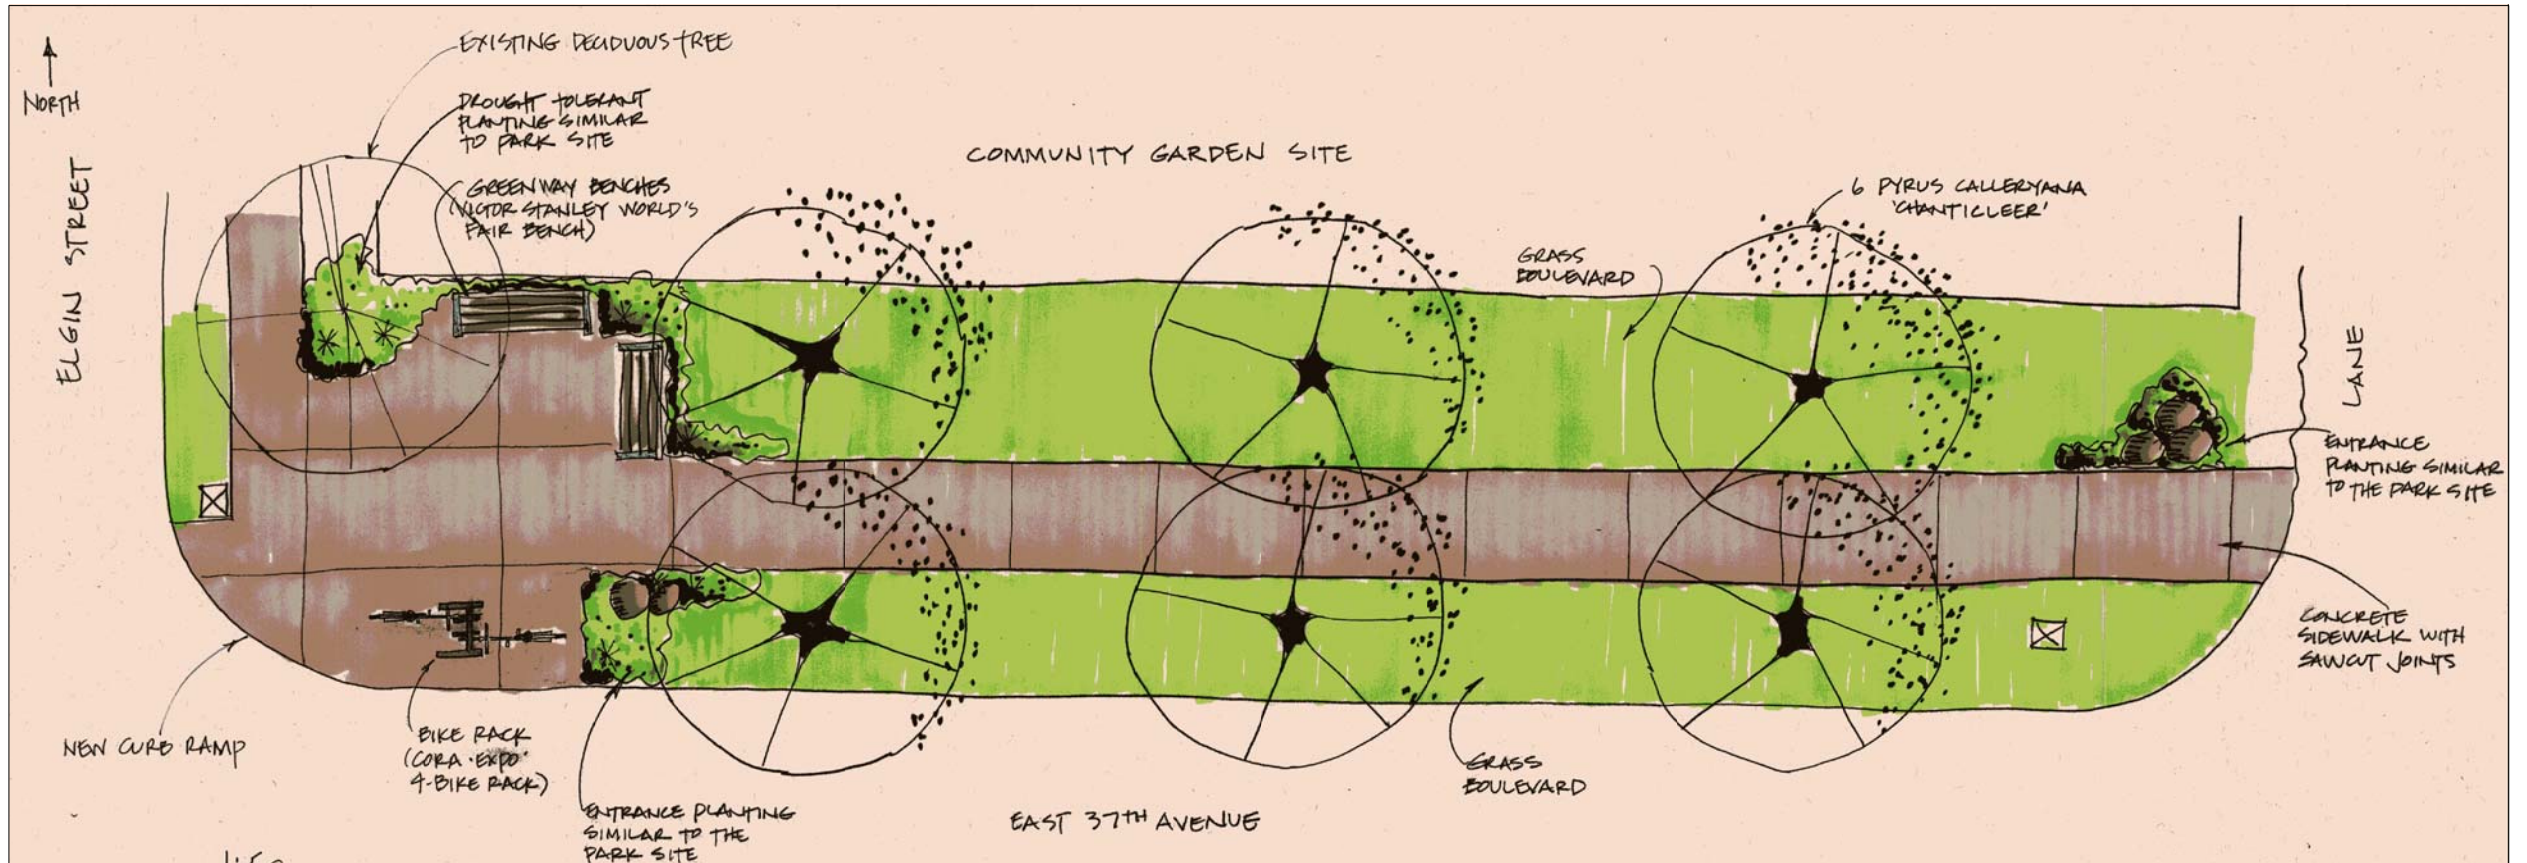 NORTH
ELGIN STREET
EXISTING DECIDUOUS TREE
DROUGHT TOLERANT
PLANTING SIMILAR
TO PARK SITE
GREENWAY BENCHES
(VICTOR STANLEY WORLD'S
FAIR BENCH)
COMMUNITY GARDEN SITE
6 PYRUS CALLERYANA
'CHANTICLEER'
GRASS
BOULEVARD
LANE
ENTRANCE
PLANTING SIMILAR
TO THE PARK SITE
CONCRETE
SIDEWALK WITH
SAWCUT JOINTS
NEW CURB RAMP
BIKE RACK
(CORA · EXPO
4-BIKE RACK)
ENTRANCE PLANTING
SIMILAR TO THE
PARK SITE
GRASS
BOULEVARD
EAST 37TH AVENUE